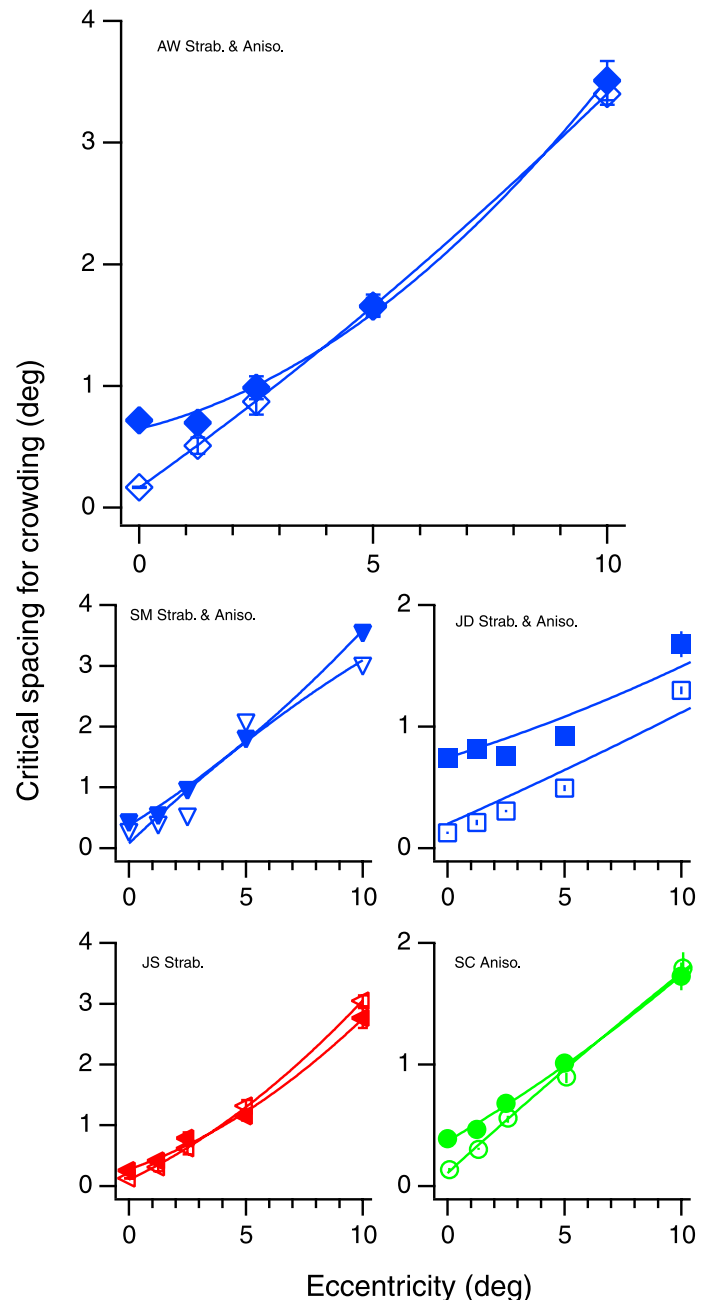 AW Strab. & Aniso.
4
3
2
1
0
0 5 10
Critical spacing for crowding (deg)
SM Strab. & Aniso.
4
3
2
1
0
0 5 10
JD Strab. & Aniso.
2
1
0
0 5 10
JS Strab.
4
3
2
1
0
0 5 10
SC Aniso.
2
1
0
0 5 10
Eccentricity (deg)